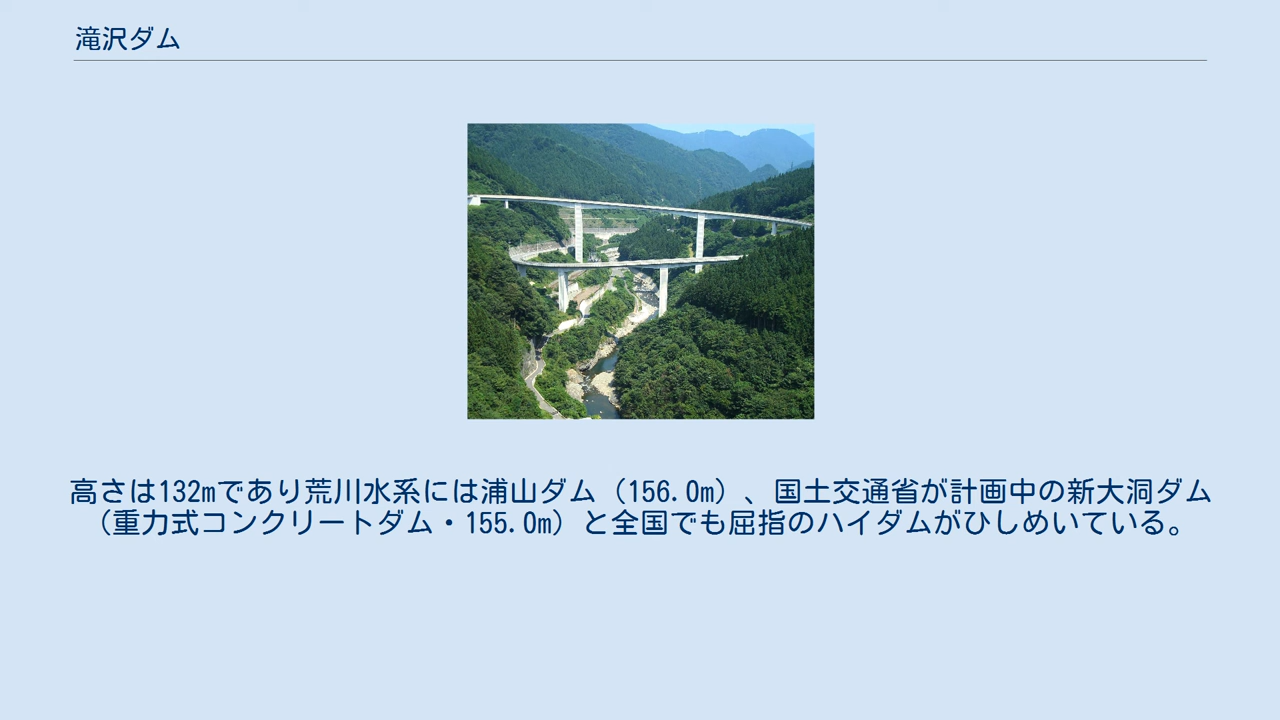 滝沢ダム
高さは132mであり荒川水系には浦山ダム（156.0m）、国土交通省が計画中の新大洞ダム
（重力式コンクリートダム・155.0m）と全国でも屈指のハイダムがひしめいている。